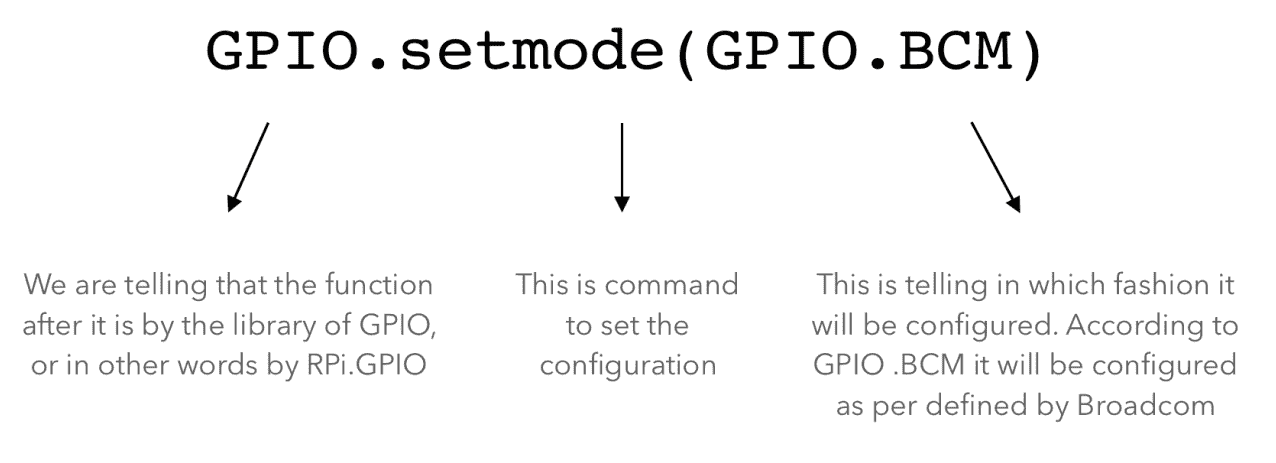 GPIO.setmode(GPIO.BCM)
We are telling that the function
after it is by the library of GPIO,
or in other words by RPi.GPIO
This is command
to set the
configuration
This is telling in which fashion it
will be configured. According to
GPIO .BCM it will be configured
as per defined by Broadcom